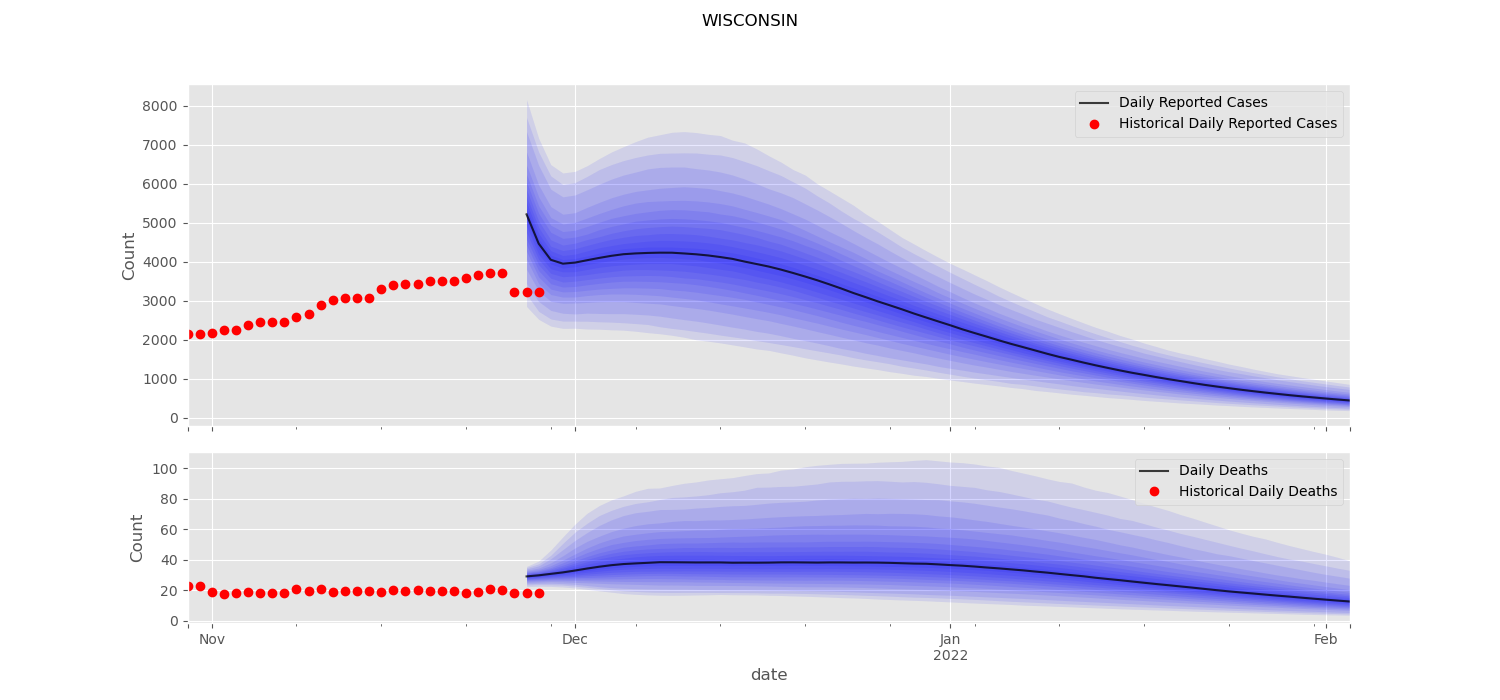 WISCONSIN
Daily Reported Cases
Historical Daily Reported Cases
8000
7000
6000
5000
4000
3000
2000
1000
0
Count
Daily Deaths
Historical Daily Deaths
100
80
60
40
20
0
Count
Nov
Dec
Jan
2022
Feb
date